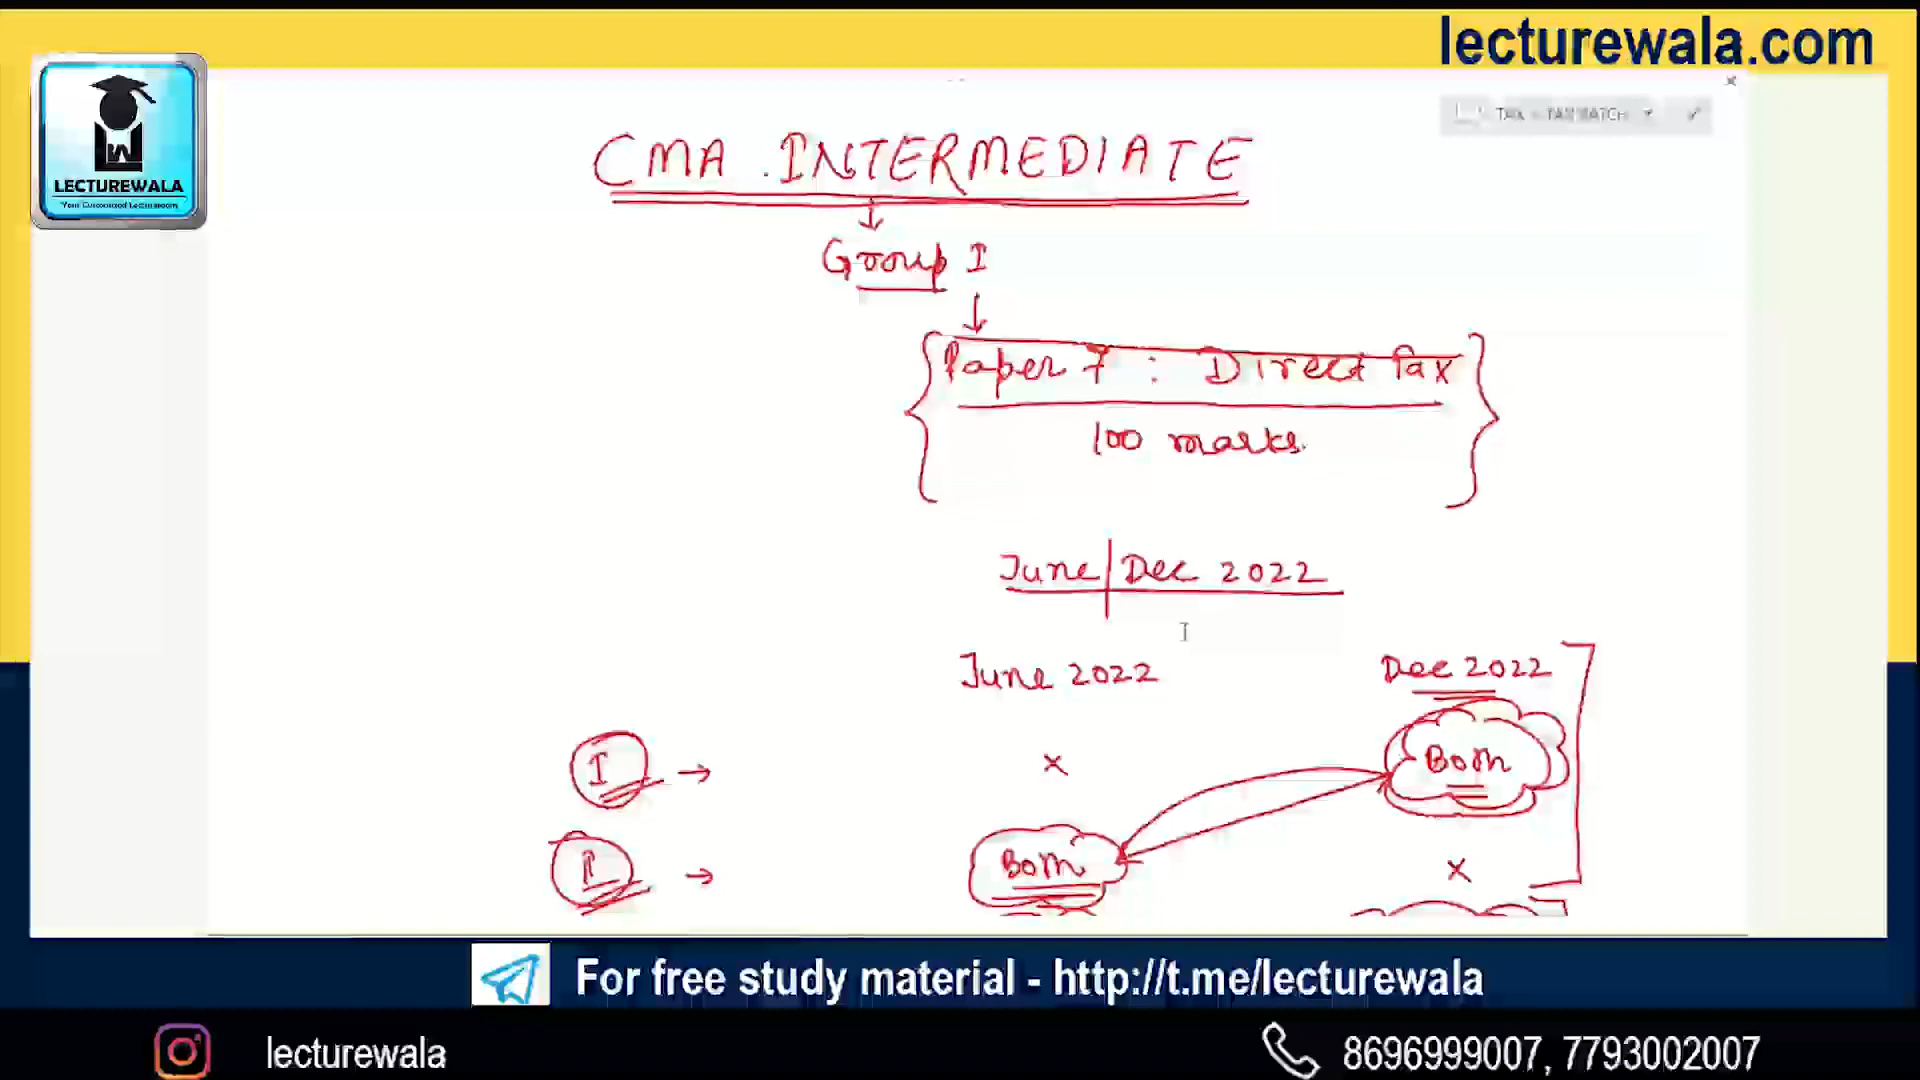 lecturewala.com
LECTUREWALA
CMA INTERMEDIATE
Group I
Paper 7 : Direct Tax
100 marks
June | Dec 2022
June 2022 Dec 2022
I → x Both
I → Both x
For free study material - http://t.me/lecturewala
lecturewala 8696999007, 7793002007